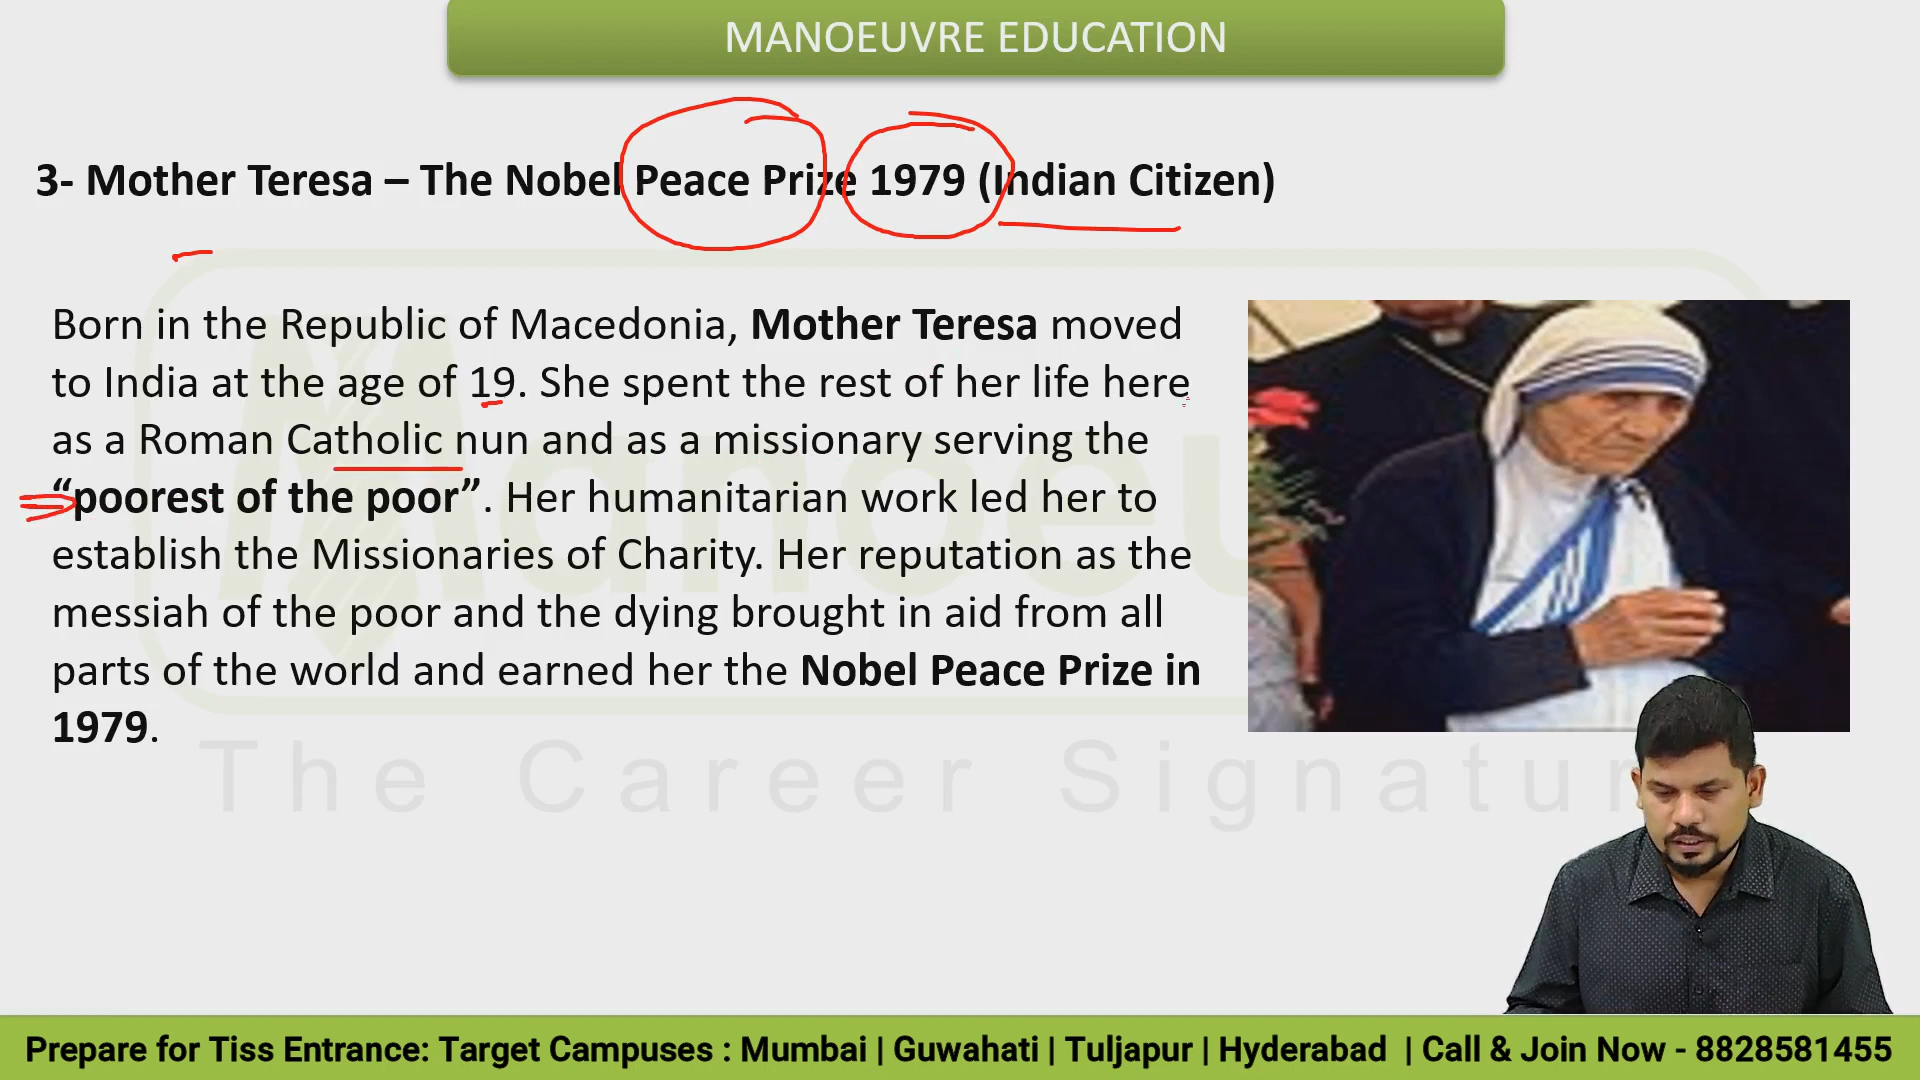 MANOEUVRE EDUCATION
3- Mother Teresa – The Nobel Peace Prize 1979 (Indian Citizen)
Born in the Republic of Macedonia, Mother Teresa moved
to India at the age of 19. She spent the rest of her life here
as a Roman Catholic nun and as a missionary serving the
“poorest of the poor”. Her humanitarian work led her to
establish the Missionaries of Charity. Her reputation as the
messiah of the poor and the dying brought in aid from all
parts of the world and earned her the Nobel Peace Prize in
1979.
The Career Signatur
Prepare for Tiss Entrance: Target Campuses : Mumbai | Guwahati | Tuljapur | Hyderabad | Call & Join Now - 8828581455